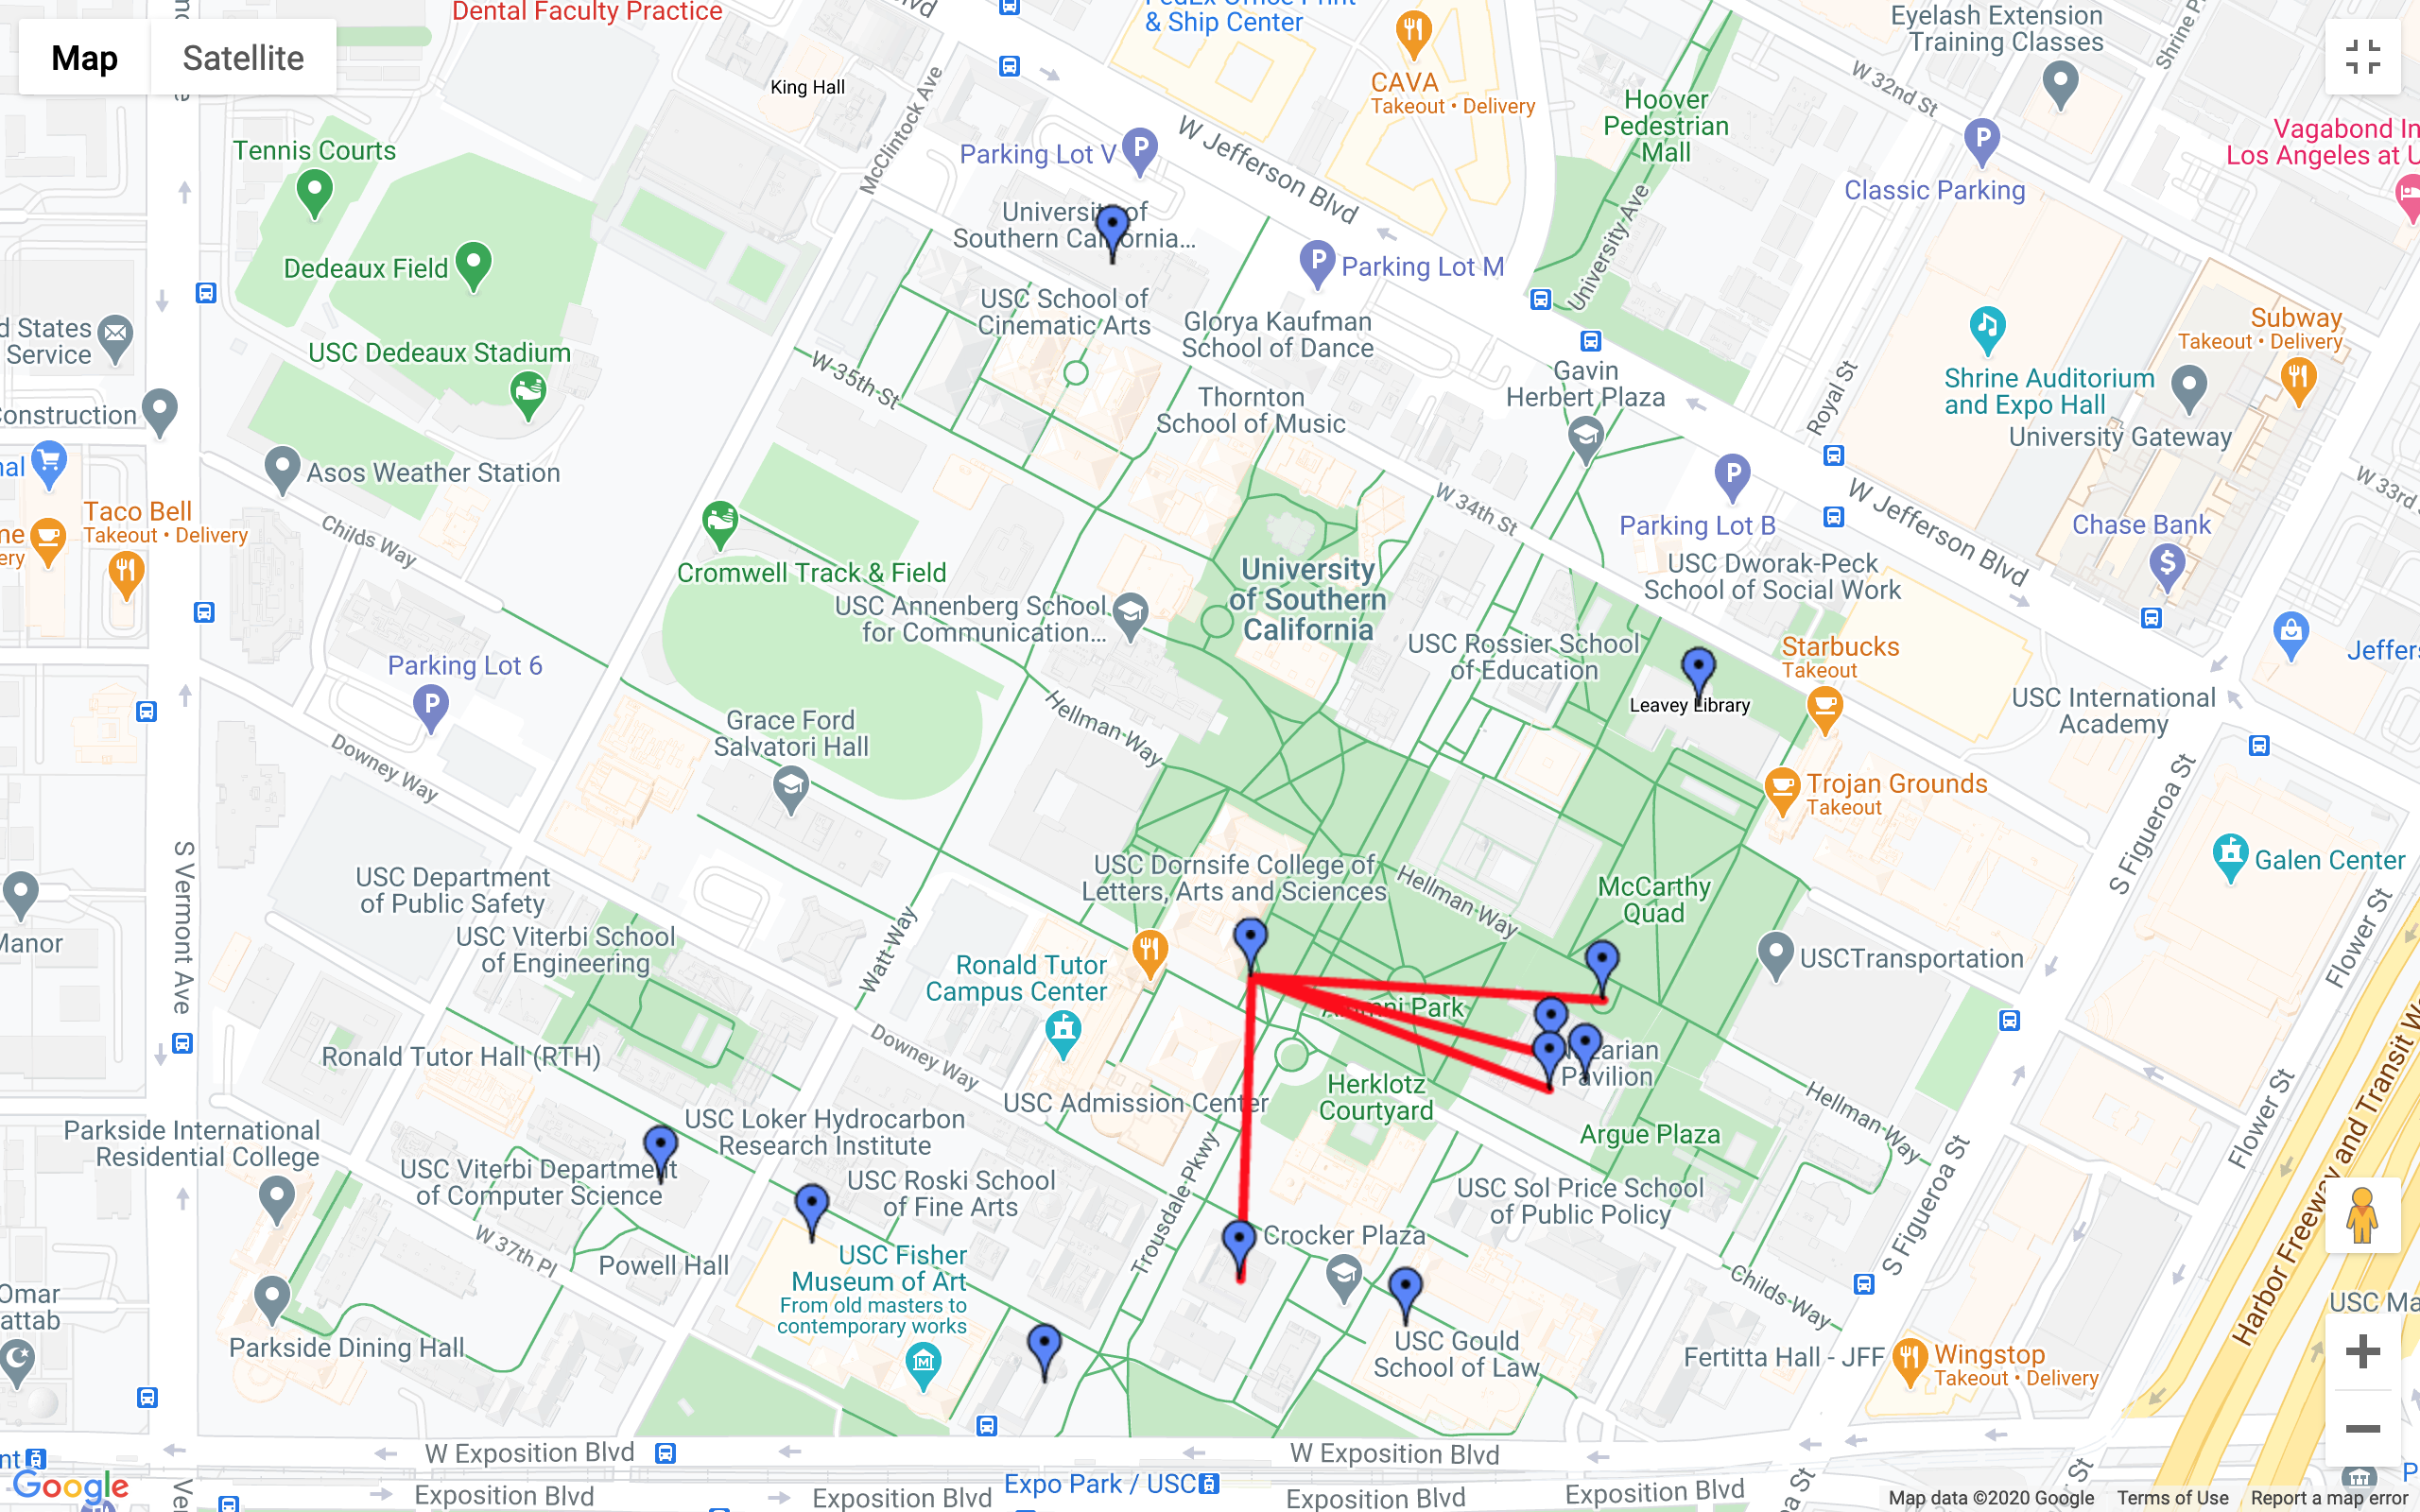 Dental Faculty Practice
& Ship Center
Eyelash Extension
Training Classes
Map
Satellite
King Hall
McClintock Ave
CAVA
Takeout • Delivery
W 32nd St
Hoover
Pedestrian
Mall
Vagabond In
Los Angeles at U
Tennis Courts
Parking Lot V
W Jefferson Blvd
Classic Parking
Dedeaux Field
University of
Southern California...
Parking Lot M
University Ave
d States
Service
USC Dedeaux Stadium
USC School of
Cinematic Arts
Glorya Kaufman
School of Dance
Subway
Takeout • Delivery
W 35th St
Thornton
School of Music
Gavin
Herbert Plaza
Royal St
Shrine Auditorium
and Expo Hall
University Gateway
Construction
Asos Weather Station
W 34th St
Parking Lot B
W Jefferson Blvd
W 33rd
Chase Bank
Taco Bell
Takeout • Delivery
Childs Way
Cromwell Track & Field
University
of Southern
California
USC Dworak-Peck
School of Social Work
USC Annenberg School
for Communication...
USC Rossier School
of Education
Starbucks
Takeout
Leavey Library
USC International
Academy
Parking Lot 6
Hellman Way
Grace Ford
Salvatori Hall
Downey Way
Trojan Grounds
Takeout
S Figueroa St
Galen Center
S Vermont Ave
USC Department
of Public Safety
USC Dornsife College of
Letters, Arts and Sciences
Hellman Way
McCarthy
Quad
Flower St
Manor
USC Viterbi School
of Engineering
Watt Way
Ronald Tutor
Campus Center
USCTransportation
Park
Ronald Tutor Hall (RTH)
Downey Way
Pavilion
Herklotz
Courtyard
USC Admission Center
Hellman Way
Flower St
Harbor Freeway and Transit W
Parkside International
Residential College
USC Loker Hydrocarbon
Research Institute
Argue Plaza
USC Viterbi Department
of Computer Science
USC Roski School
of Fine Arts
Trousdale Pkwy
USC Sol Price School
of Public Policy
S Figueroa St
W 37th Pl
Powell Hall
Crocker Plaza
USC Fisher
Museum of Art
From old masters to
contemporary works
Childs Way
Omar
attab
USC Ma
Parkside Dining Hall
USC Gould
School of Law
Fertitta Hall - JFF
Wingstop
Takeout • Delivery
W Exposition Blvd
W Exposition Blvd
Google
Expo Park / USC
Exposition Blvd
Exposition Blvd
Exposition Blvd
Exposition Blvd
Map data ©2020 Google
Terms of Use
Report a map error